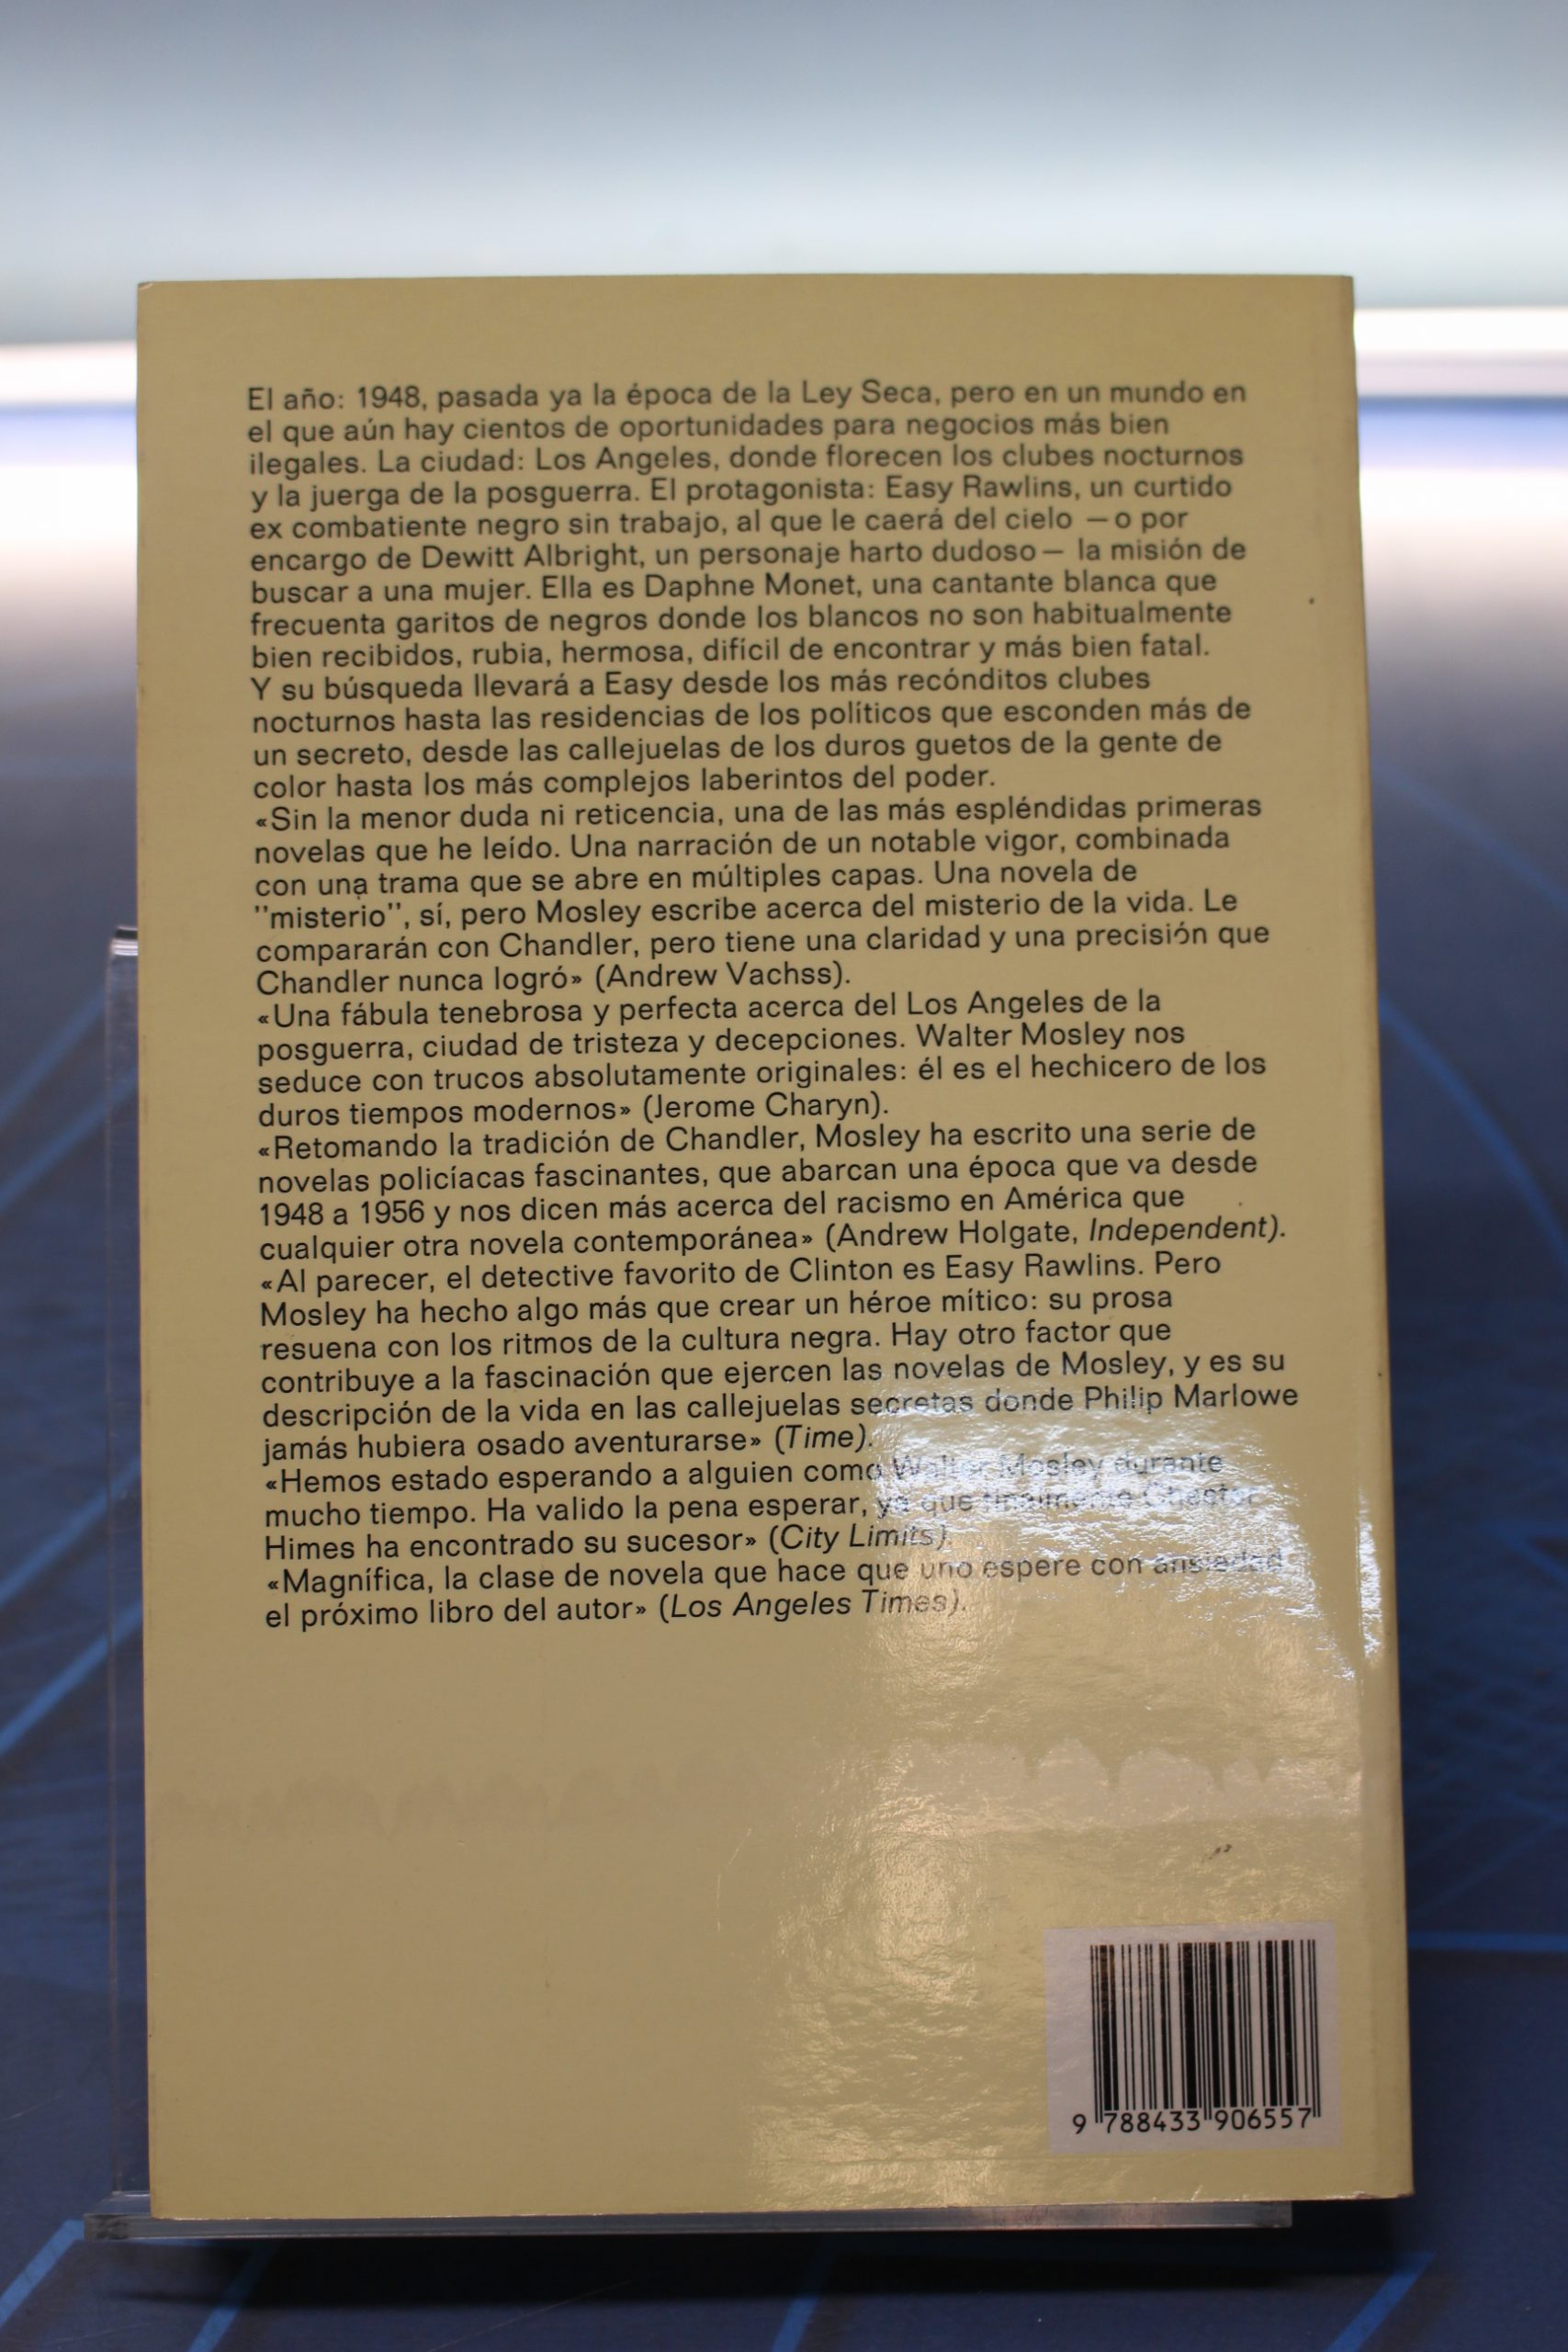 El año: 1948, pasada ya la época de la Ley Seca, pero en un mundo en
el que aún hay cientos de oportunidades para negocios más bien
ilegales. La ciudad: Los Angeles, donde florecen los clubes nocturnos
y la juerga de la posguerra. El protagonista: Easy Rawlins, un curtido
ex combatiente negro sin trabajo, al que le caerá del cielo —o por
encargo de Dewitt Albright, un personaje harto dudoso— la misión de
buscar a una mujer. Ella es Daphne Monet, una cantante blanca que
frecuenta garitos de negros donde los blancos no son habitualmente
bien recibidos, rubia, hermosa, difícil de encontrar y más bien fatal.
Y su búsqueda llevará a Easy desde los más recónditos clubes
nocturnos hasta las residencias de los políticos que esconden más de
un secreto, desde las callejuelas de los duros guetos de la gente de
color hasta los más complejos laberintos del poder.
«Sin la menor duda ni reticencia, una de las más espléndidas primeras
novelas que he leído. Una narración de un notable vigor, combinada
con una trama que se abre en múltiples capas. Una novela de
"misterio", sí, pero Mosley escribe acerca del misterio de la vida. Le
compararán con Chandler, pero tiene una claridad y una precisión que
Chandler nunca logró» (Andrew Vachss).
«Una fábula tenebrosa y perfecta acerca del Los Angeles de la
posguerra, ciudad de tristeza y decepciones. Walter Mosley nos
seduce con trucos absolutamente originales: él es el hechicero de los
duros tiempos modernos» (Jerome Charyn).
«Retomando la tradición de Chandler, Mosley ha escrito una serie de
novelas policíacas fascinantes, que abarcan una época que va desde
1948 a 1956 y nos dicen más acerca del racismo en América que
cualquier otra novela contemporánea» (Andrew Holgate, Independent).
«Al parecer, el detective favorito de Clinton es Easy Rawlins. Pero
Mosley ha hecho algo más que crear un héroe mítico: su prosa
resuena con los ritmos de la cultura negra. Hay otro factor que
contribuye a la fascinación que ejercen las novelas de Mosley, y es su
descripción de la vida en las callejuelas secretas donde Philip Marlowe
jamás hubiera osado aventurarse» (Time).
«Hemos estado esperando a alguien como Walter Mosley durante
mucho tiempo. Ha valido la pena esperar, ya que finalmente Chester
Himes ha encontrado su sucesor» (City Limits).
«Magnífica, la clase de novela que hace que uno espere con ansiedad
el próximo libro del autor» (Los Angeles Times).
9 788433 906557